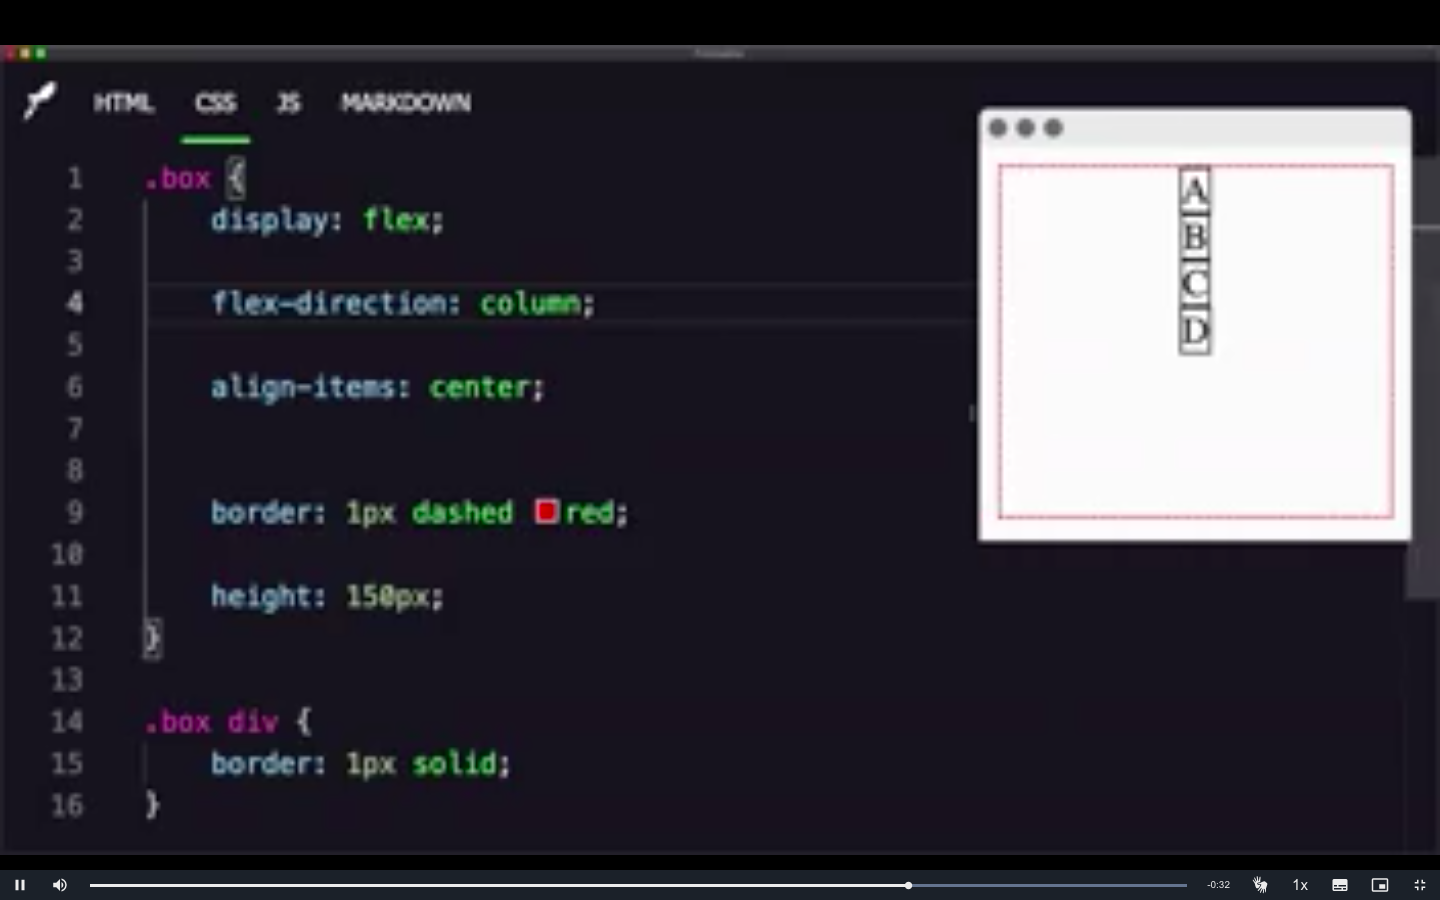 HTML CSS JS MARKDOWN
1 .box {
2 display: flex;
3
4 flex-direction: column;
5
6 align-items: center;
7
8
9 border: 1px dashed red;
10
11 height: 150px;
12 }
13
14 .box div {
15 border: 1px solid;
16 }
A
B
C
D
-0:32 1x